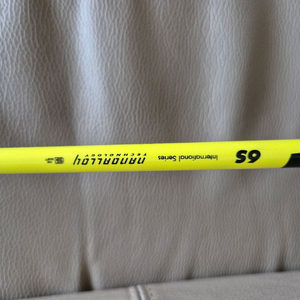 6S
International Series
NANOALLOY
TECHNOLOGY